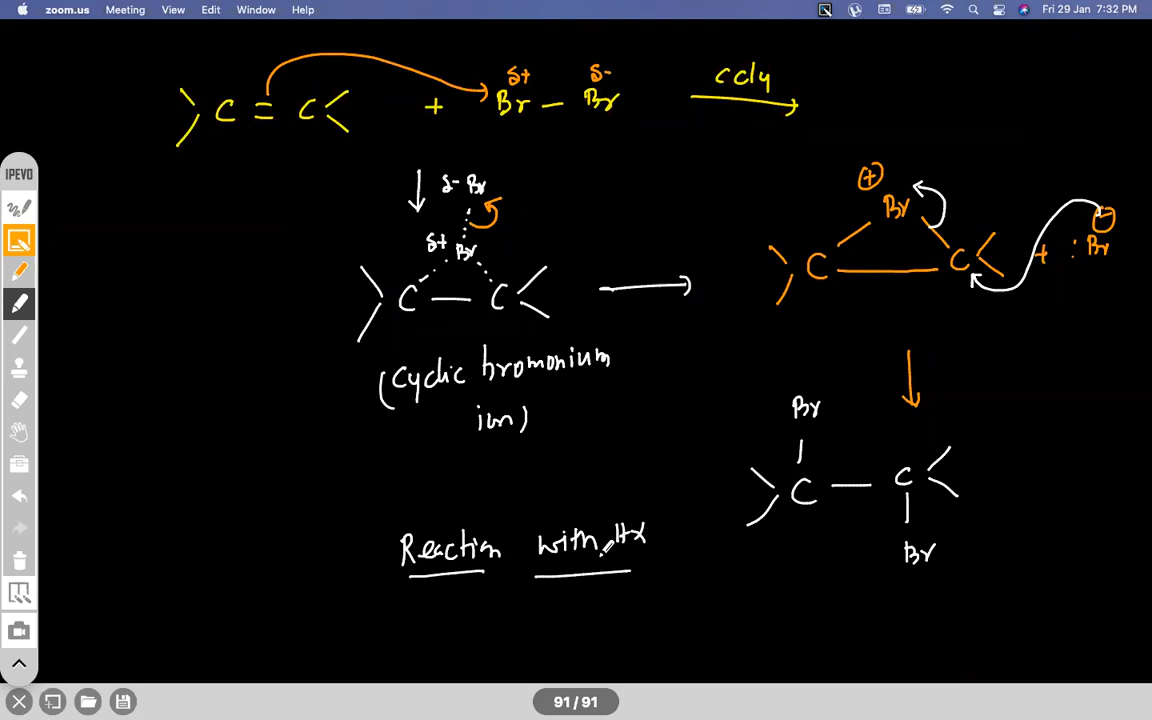 zoom.us Meeting View Edit Window Help Fri 29 Jan 7:32 PM
IPEVO
δ+ δ-
C = C + Br — Br CCl4
δ- Br
δ+ Br
C — C
(Cyclic bromonium
ion)
+
Br
C C + : Br
-
Br
C — C
Br
Reaction with HX
91 / 91